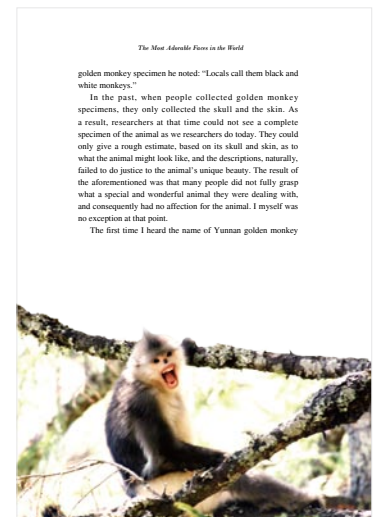 The Most Adorable Faces in the World
golden monkey specimen he noted: “Locals call them black and
white monkeys.”
In the past, when people collected golden monkey
specimens, they only collected the skull and the skin. As
a result, researchers at that time could not see a complete
specimen of the animal as we researchers do today. They could
only give a rough estimate, based on its skull and skin, as to
what the animal might look like, and the descriptions, naturally,
failed to do justice to the animal’s unique beauty. The result of
the aforementioned was that many people did not fully grasp
what a special and wonderful animal they were dealing with,
and consequently had no affection for the animal. I myself was
no exception at that point.
The first time I heard the name of Yunnan golden monkey